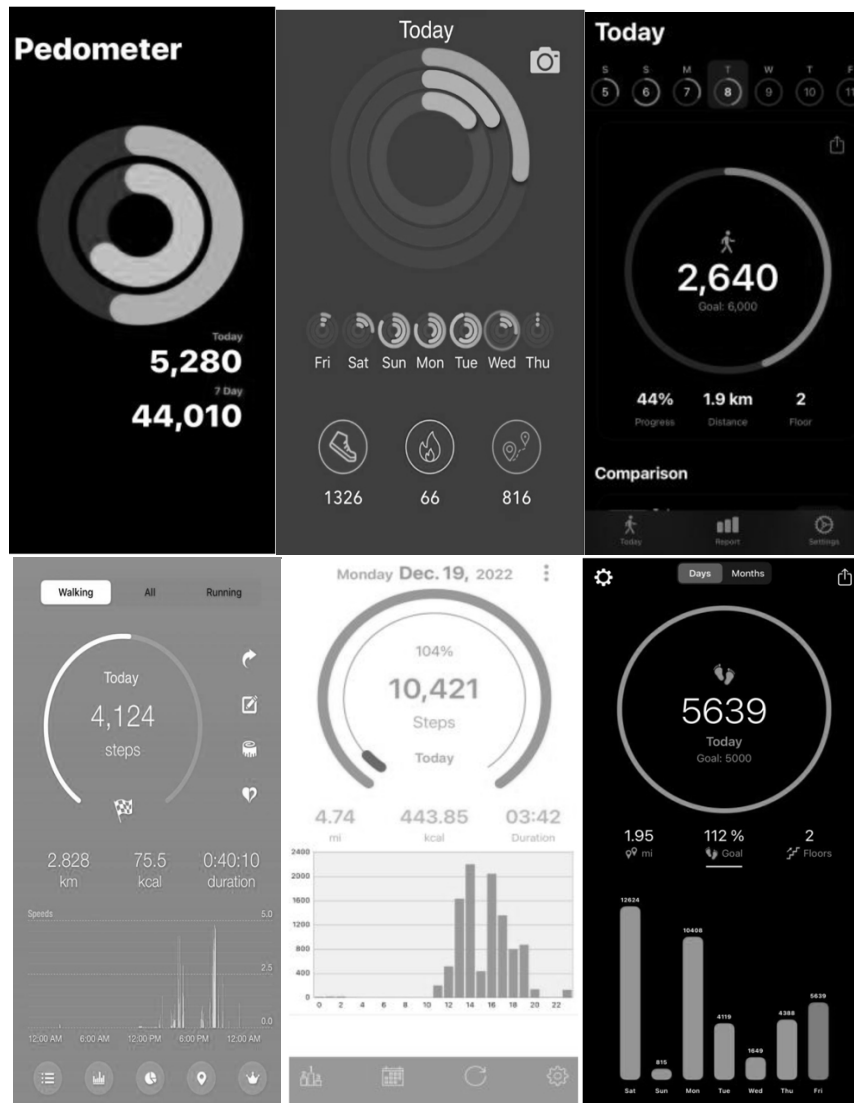 Pedometer
Today
5,280
7 Day
44,010
Today
Fri Sat Sun Mon Tue Wed Thu
1326 66 816
Today
S S M T W T F
5 6 7 8 9 10 11
2,640
Goal: 6,000
44% 1.9 km 2
Progress Distance Floor
Comparison
Today Report Settings
Walking All Running
Today
4,124
steps
2.828 75.5 0:40:10
km kcal duration
Speeds 5.0
2.5
0.0
12:00 AM 6:00 AM 12:00 PM 6:00 PM 12:00 AM
Monday Dec. 19, 2022
104%
10,421
Steps
Today
4.74 443.85 03:42
mi kcal Duration
2400
2000
1600
1200
800
400
0
0 2 4 6 8 10 12 14 16 18 20 22
Days Months
5639
Today
Goal: 5000
1.95 112 % 2
mi Goal Floors
12624
815
10408
4119
1649
4388
5639
Sat Sun Mon Tue Wed Thu Fri